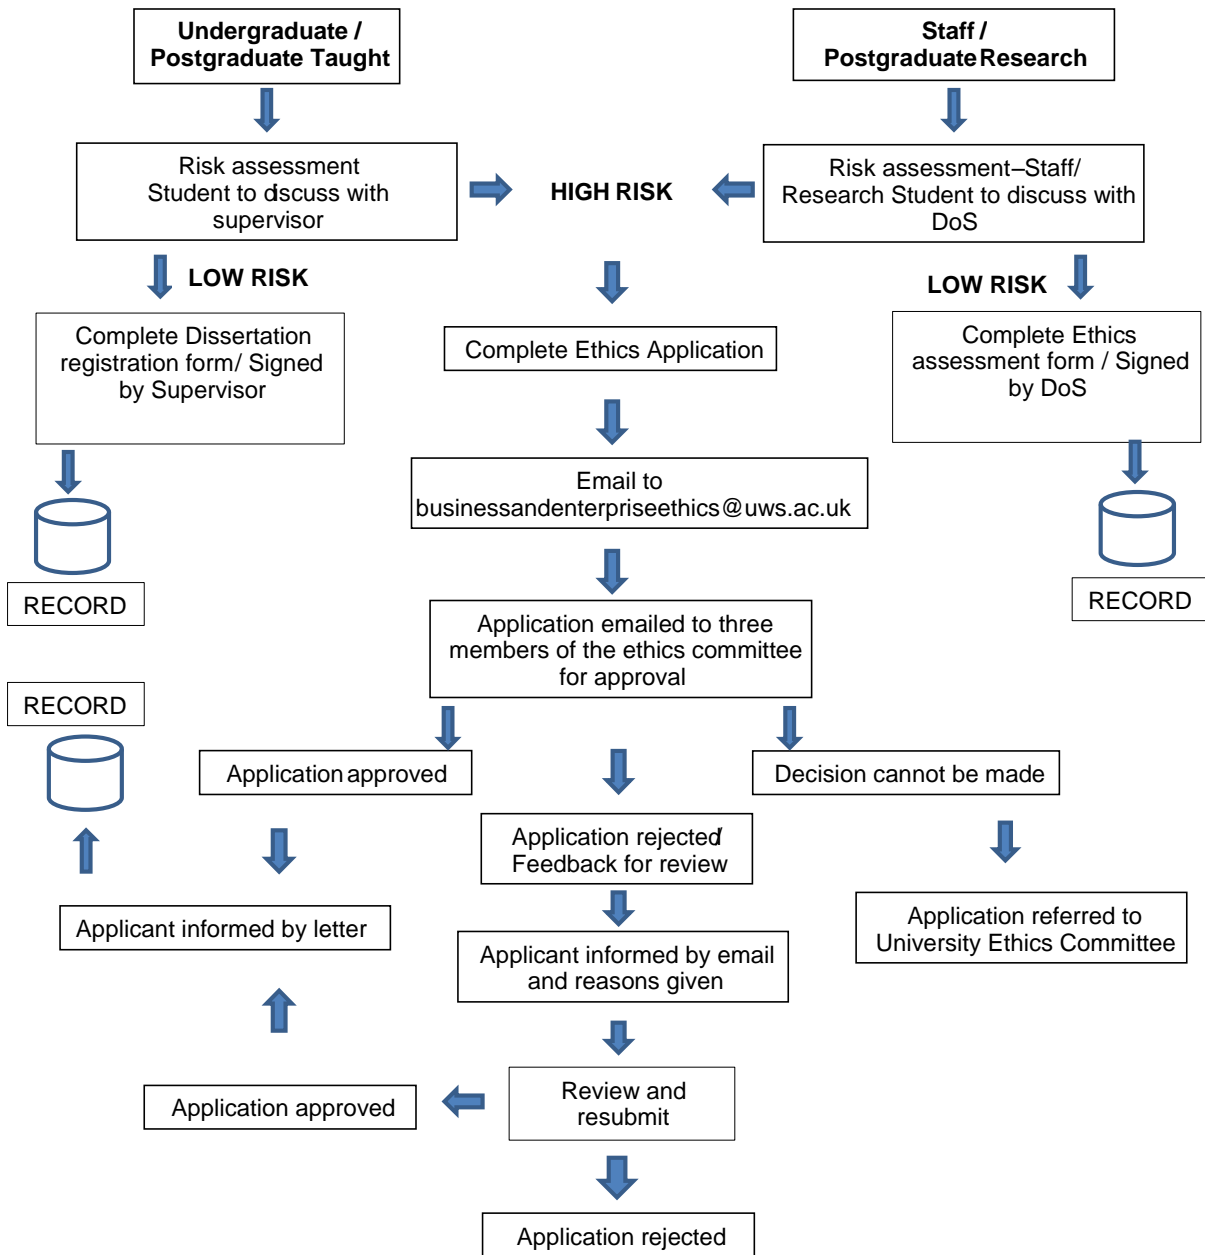 Undergraduate /
Postgraduate Taught
Staff /
Postgraduate Research
Risk assessment
Student to discuss with
supervisor
HIGH RISK
Risk assessment–Staff/
Research Student to discuss with
DoS
LOW RISK
LOW RISK
Complete Dissertation
registration form/ Signed
by Supervisor
Complete Ethics Application
Complete Ethics
assessment form / Signed
by DoS
Email to
businessandenterpriseethics@uws.ac.uk
RECORD
RECORD
Application emailed to three
members of the ethics committee
for approval
RECORD
Application approved
Decision cannot be made
Application rejected/
Feedback for review
Applicant informed by letter
Applicant informed by email
and reasons given
Application referred to
University Ethics Committee
Application approved
Review and
resubmit
Application rejected